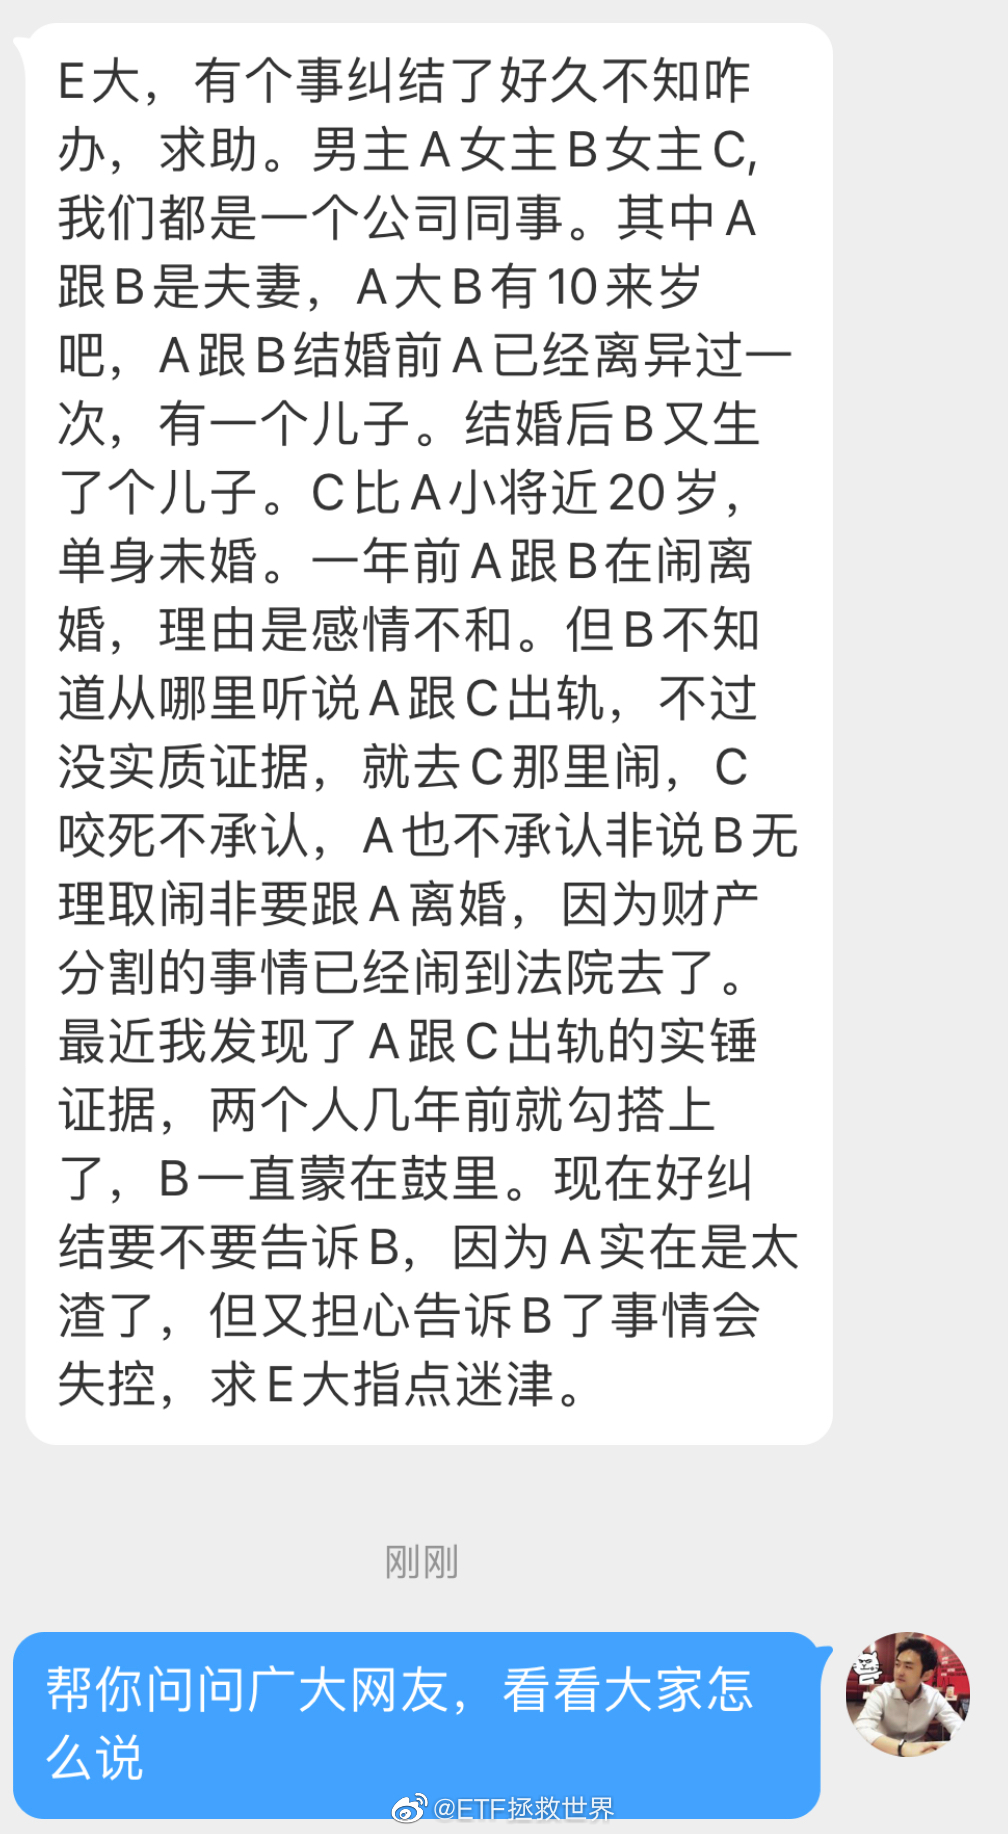 E大，有个事纠结了好久不知咋
办，求助。男主A女主B女主C,
我们都是一个公司同事。其中A
跟B是夫妻，A大B有10来岁
吧，A跟B结婚前A已经离异过一
次，有一个儿子。结婚后B又生
了个儿子。C比A小将近20岁，
单身未婚。一年前A跟B在闹离
婚，理由是感情不和。但B不知
道从哪里听说A跟C出轨，不过
没实质证据，就去C那里闹，C
咬死不承认，A也不承认非说B无
理取闹非要跟A离婚，因为财产
分割的事情已经闹到法院去了。
最近我发现了A跟C出轨的实锤
证据，两个人几年前就勾搭上
了，B一直蒙在鼓里。现在好纠
结要不要告诉B，因为A实在是太
渣了，但又担心告诉B了事情会
失控，求E大指点迷津。
刚刚
帮你问问广大网友，看看大家怎
么说
@ETF拯救世界